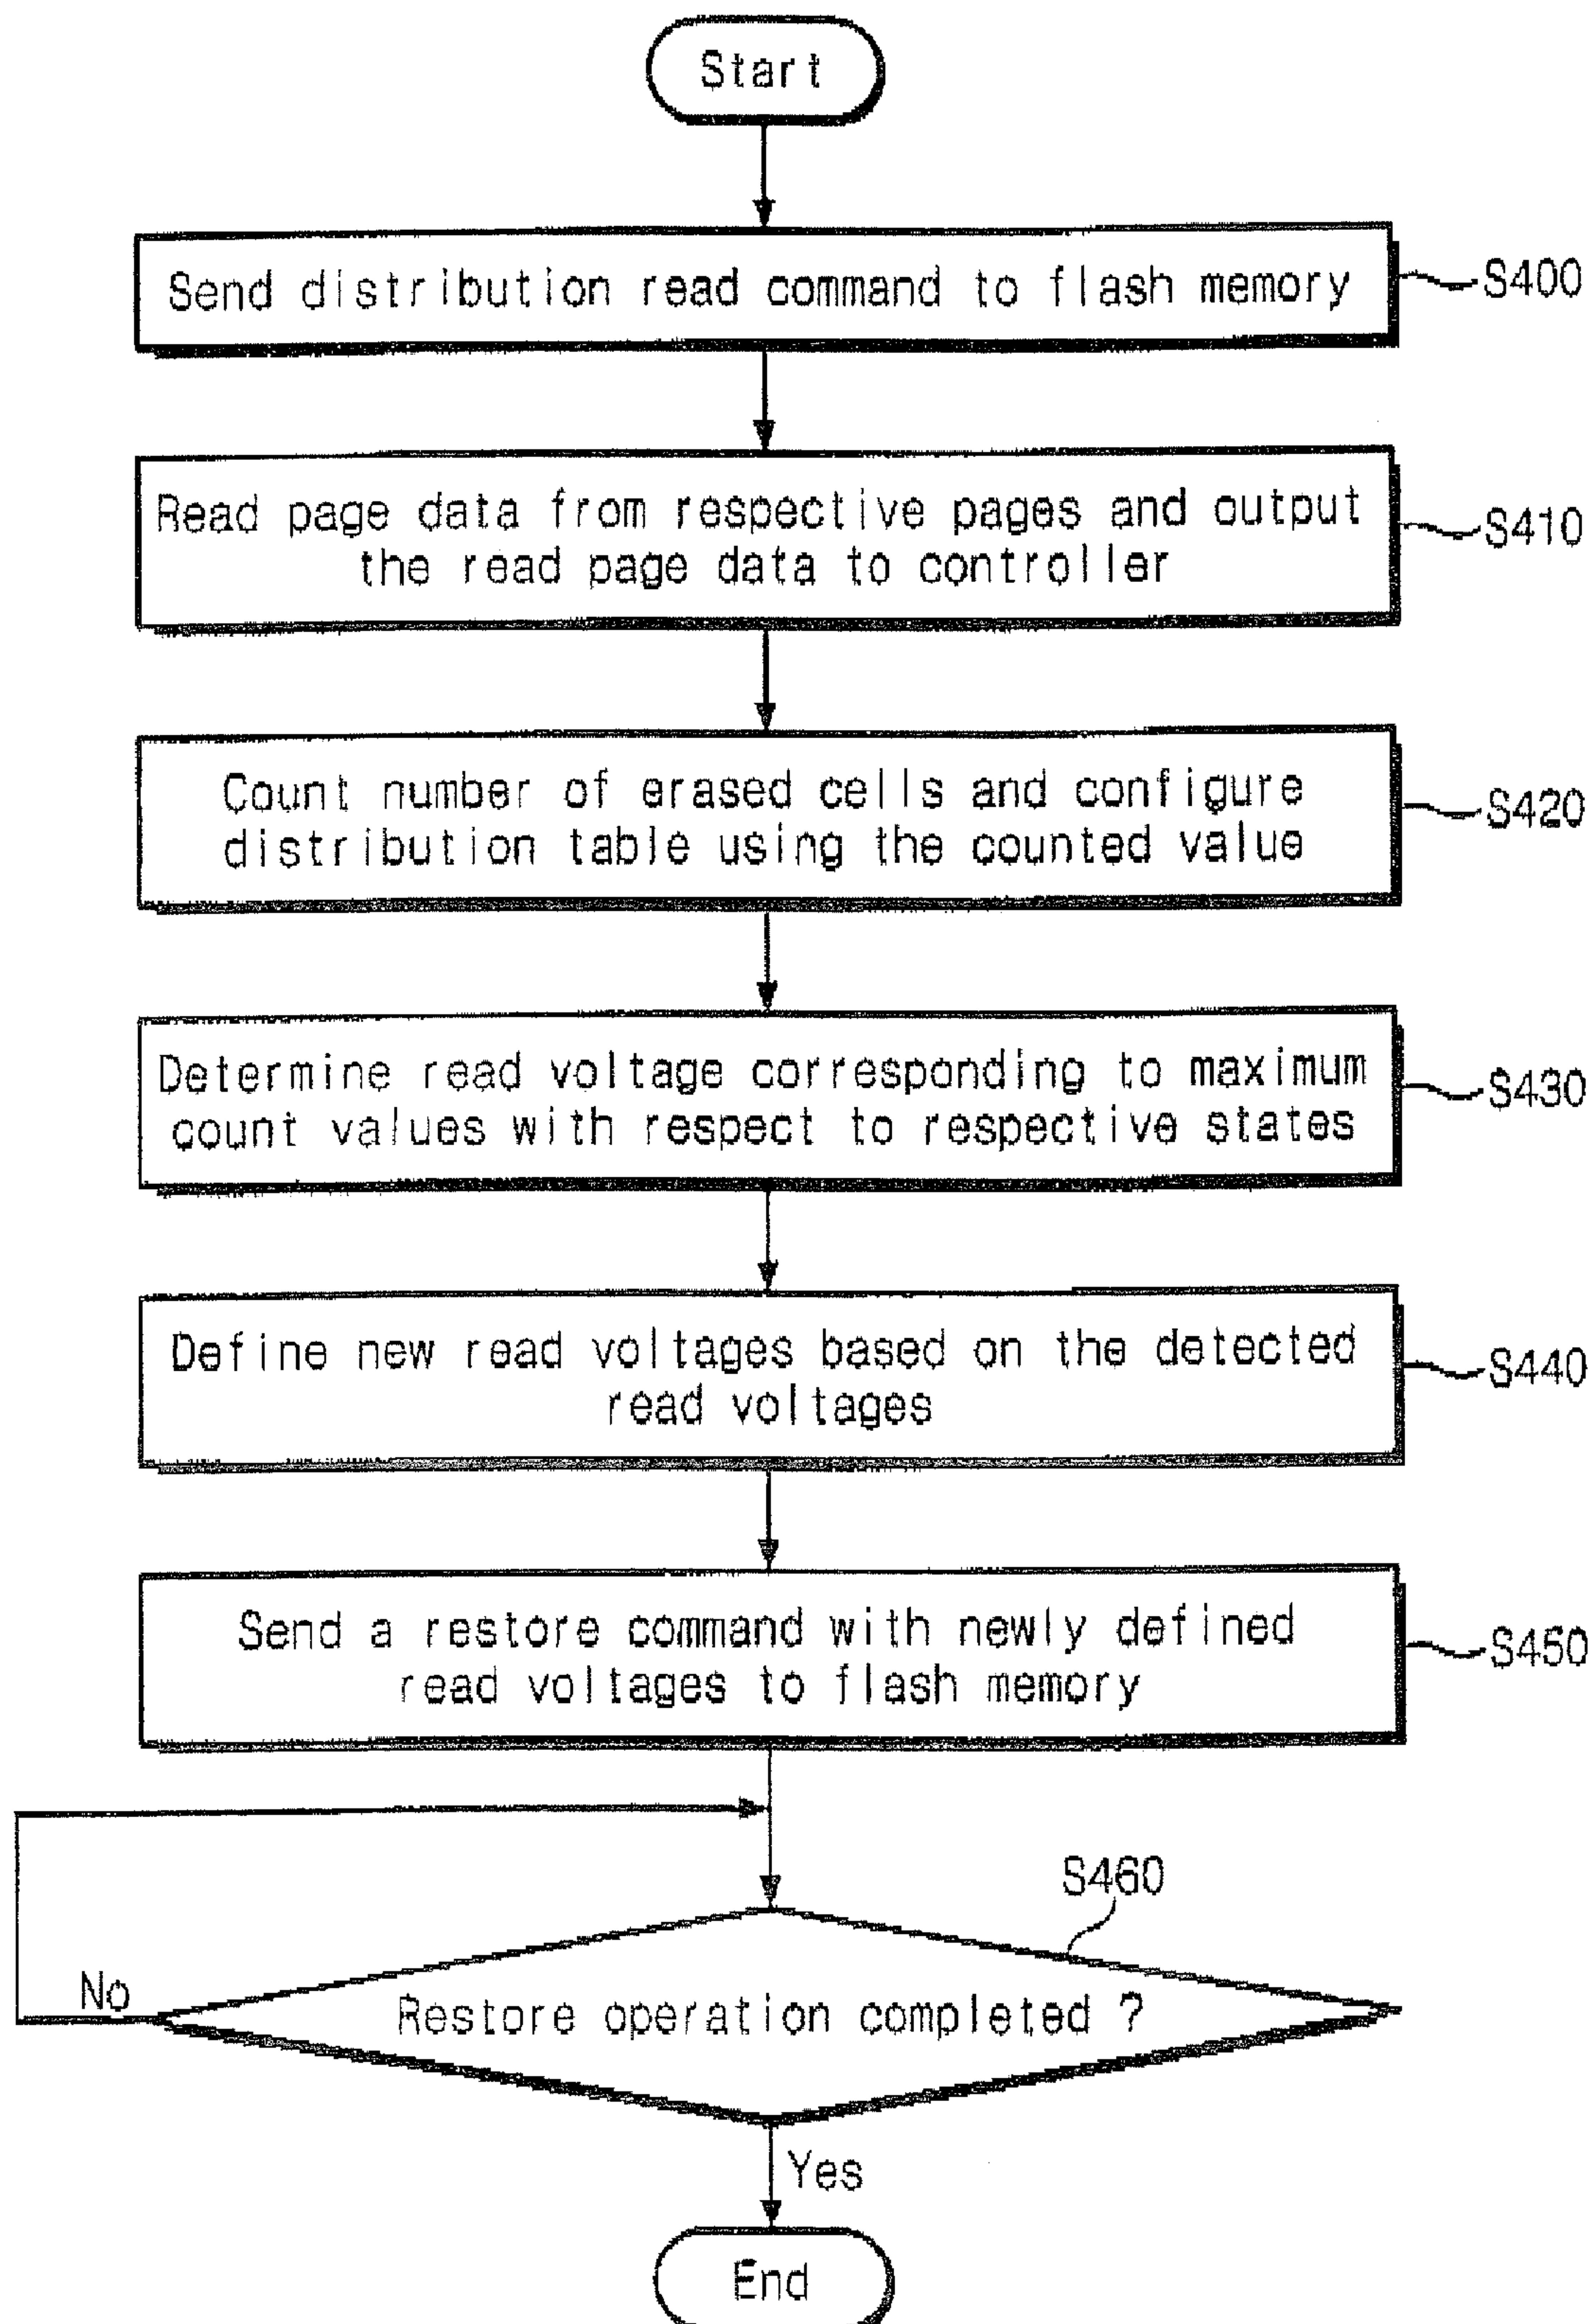 Start
Send distribution read command to flash memory
S400
Read page data from respective pages and output
the read page data to controller
S410
Count number of erased cells and configure
distribution table using the counted value
S420
Determine read voltage corresponding to maximum
count values with respect to respective states
S430
Define new read voltages based on the detected
read voltages
S440
Send a restore command with newly defined
read voltages to flash memory
S450
S460
No
Restore operation completed ?
Yes
End